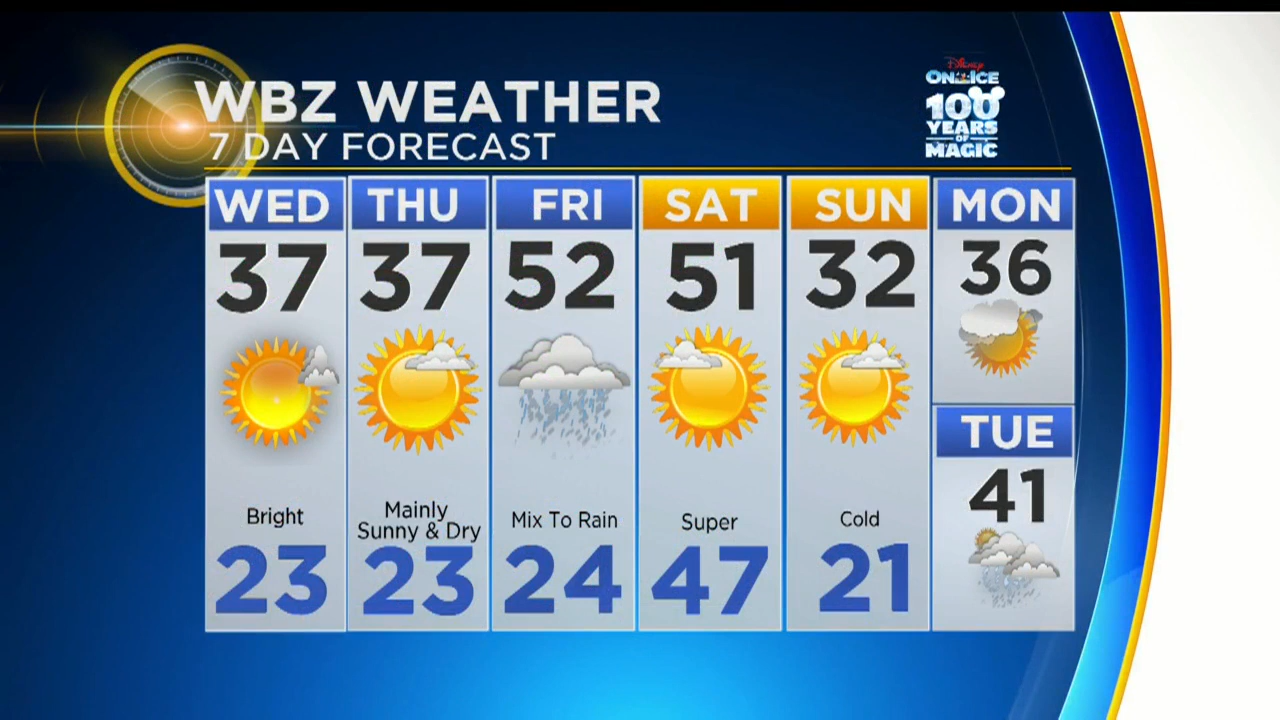 WBZ WEATHER
7 DAY FORECAST
Disney
ON ICE
100
YEARS
OF
MAGIC
WED
37
Bright
23
THU
37
Mainly
Sunny & Dry
23
FRI
52
Mix To Rain
24
SAT
51
Super
47
SUN
32
Cold
21
MON
36
TUE
41